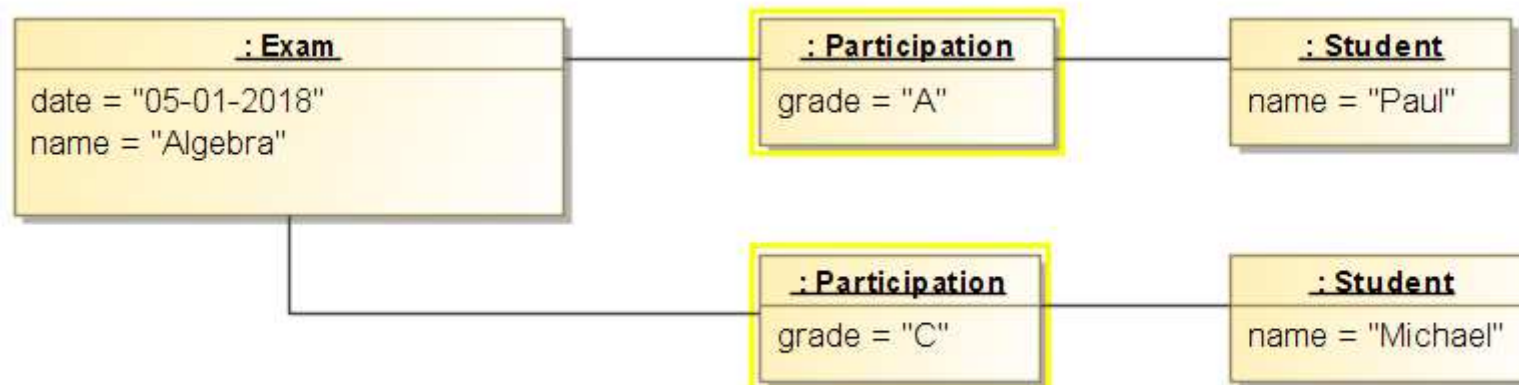 : Exam
date = "05-01-2018"
name = "Algebra"
: Participation
grade = "A"
: Student
name = "Paul"
: Participation
grade = "C"
: Student
name = "Michael"